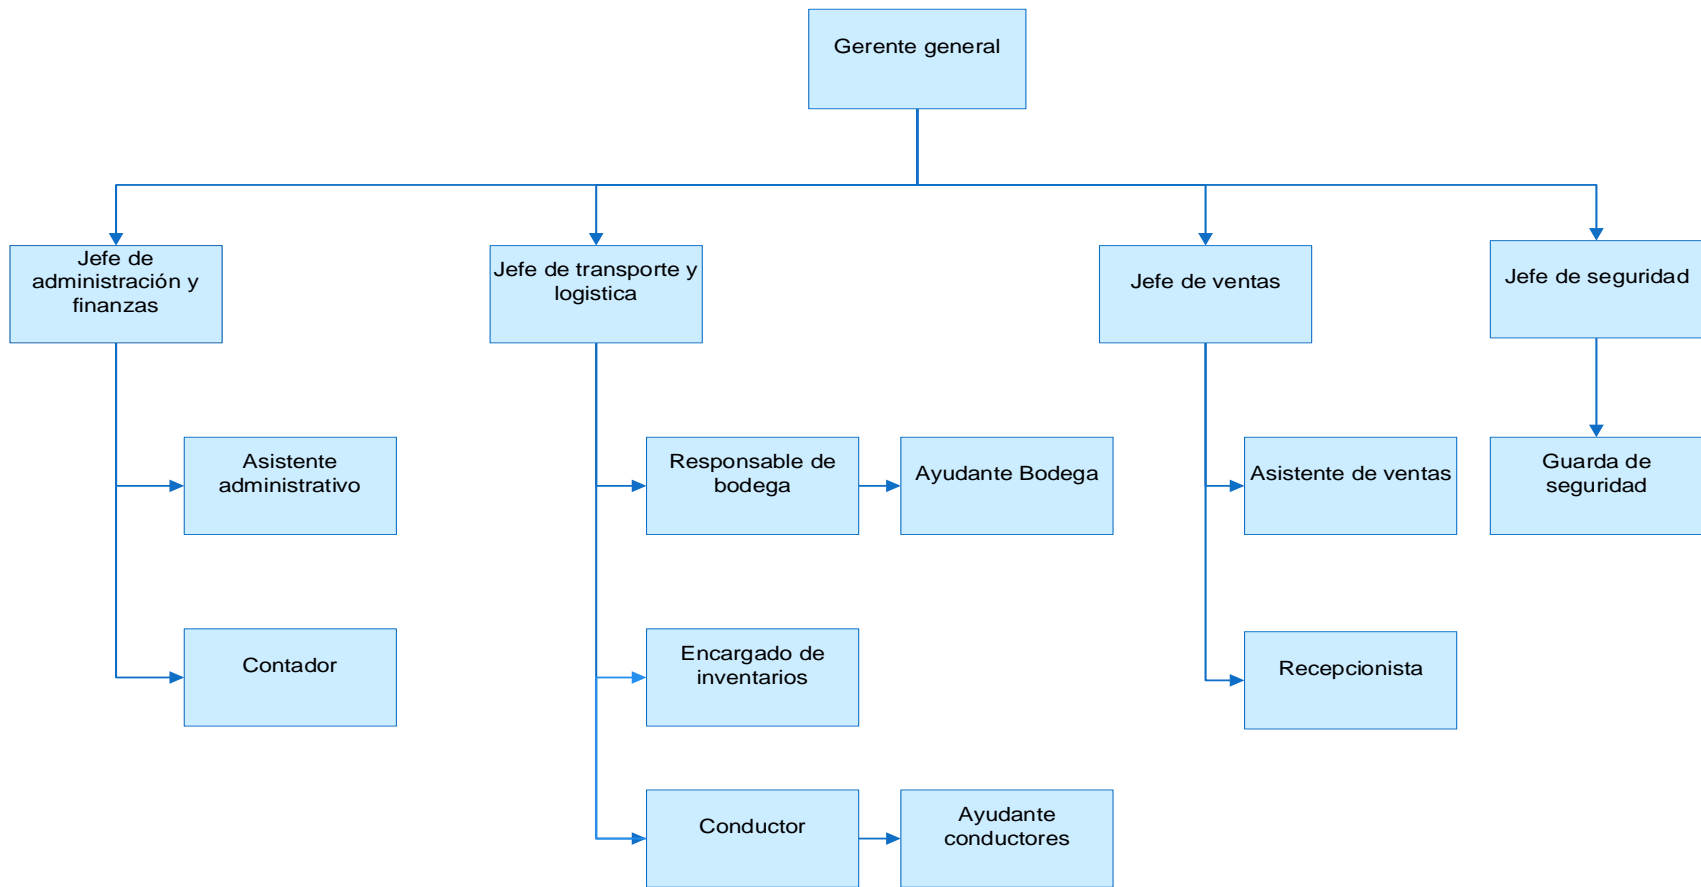 Gerente general
Jefe de
administración y
finanzas
Jefe de transporte y
logistica
Jefe de ventas
Jefe de seguridad
Asistente
administrativo
Responsable de
bodega
Ayudante Bodega
Asistente de ventas
Guarda de
seguridad
Contador
Encargado de
inventarios
Recepcionista
Conductor
Ayudante
conductores